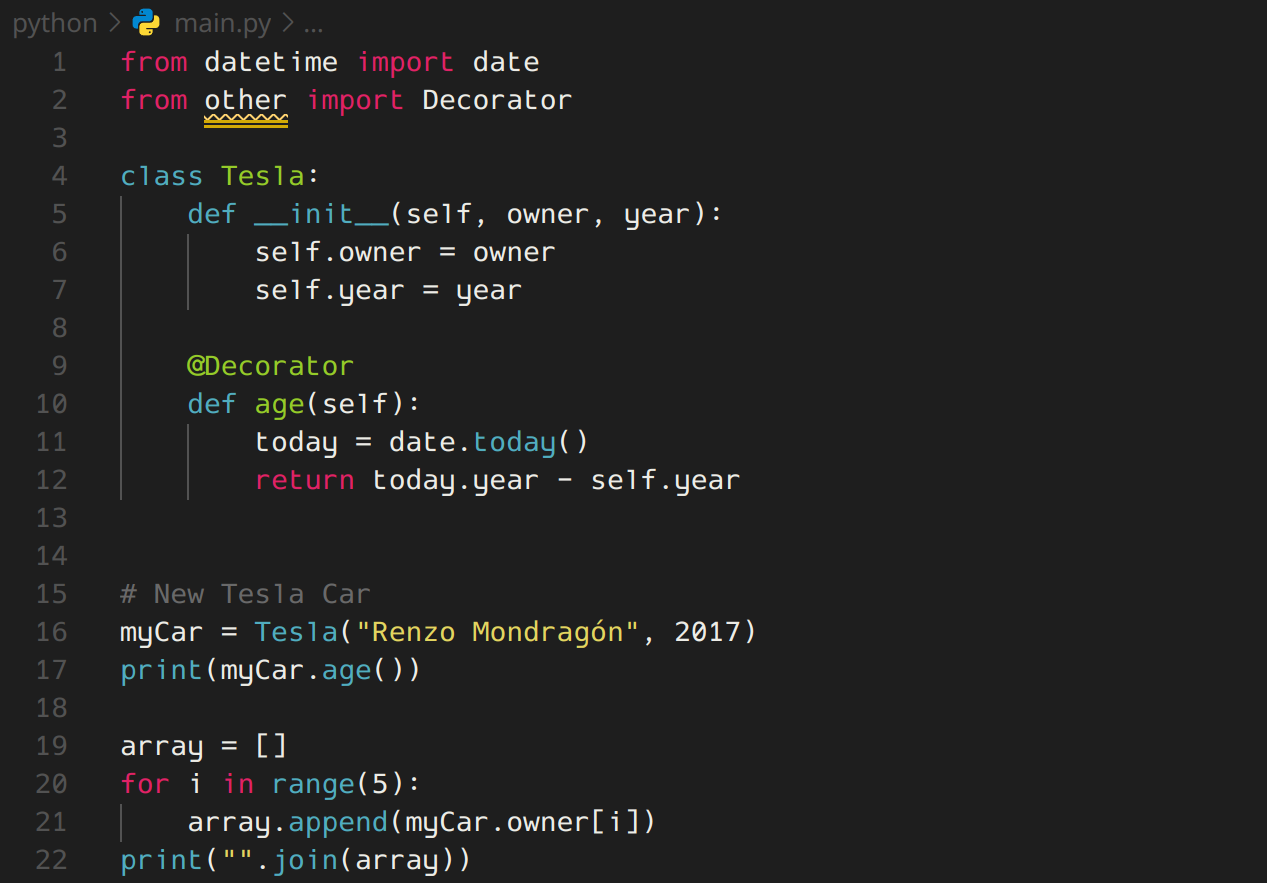 python > main.py > ...
1 from datetime import date
2 from other import Decorator
3
4 class Tesla:
5     def __init__(self, owner, year):
6         self.owner = owner
7         self.year = year
8
9     @Decorator
10     def age(self):
11         today = date.today()
12         return today.year - self.year
13
14
15 # New Tesla Car
16 myCar = Tesla("Renzo Mondragón", 2017)
17 print(myCar.age())
18
19 array = []
20 for i in range(5):
21     array.append(myCar.owner[i])
22 print("".join(array))